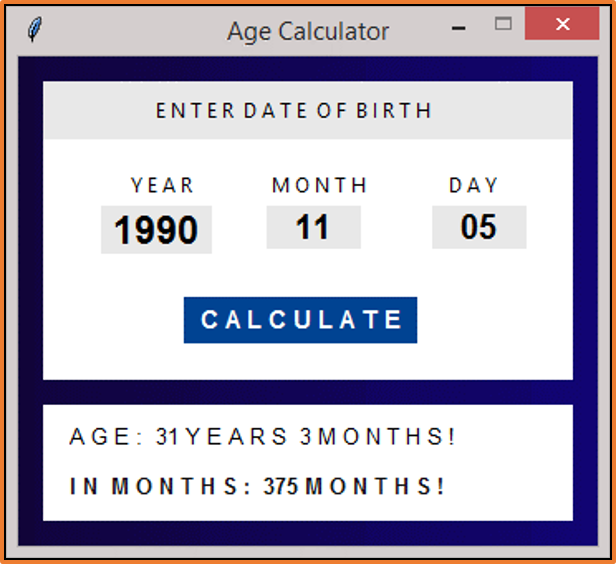 Age Calculator
ENTER DATE OF BIRTH
YEAR MONTH DAY
1990 11 05
CALCULATE
AGE: 31 YEARS 3 MONTHS!
IN MONTHS: 375 MONTHS!